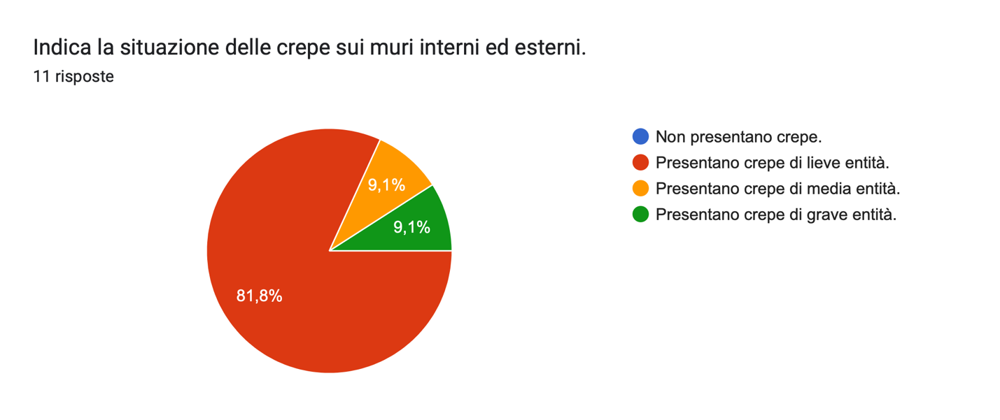 Indica la situazione delle crepe sui muri interni ed esterni.
11 risposte
Non presentano crepe.
Presentano crepe di lieve entità.
Presentano crepe di media entità.
Presentano crepe di grave entità.
9,1%
9,1%
81,8%